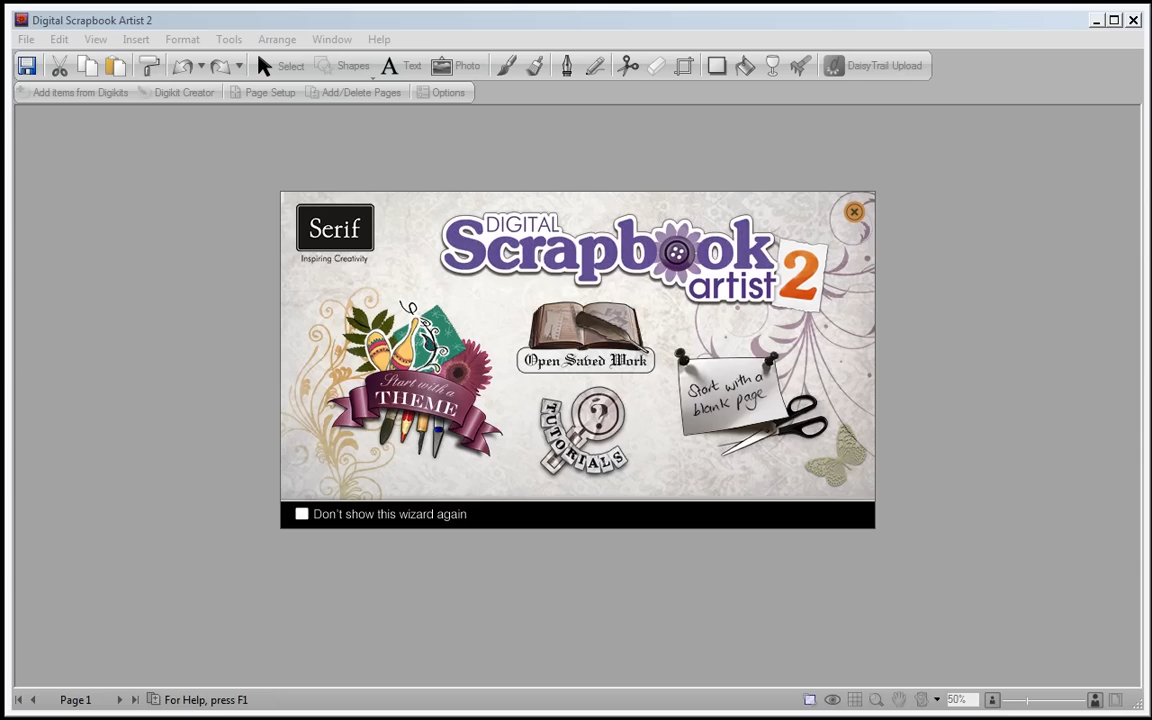 Digital Scrapbook Artist 2
File Edit View Insert Format Tools Arrange Window Help
Select Shapes Text Photo DaisyTrail Upload
Add items from Digikits Digikit Creator Page Setup Add/Delete Pages Options
Serif
Inspiring Creativity
DIGITAL
Scrapbook
artist 2
Open Saved Work
Start with a
THEME
Start with a
blank page
?
TUTORIALS
Don't show this wizard again
Page 1 For Help, press F1 50%